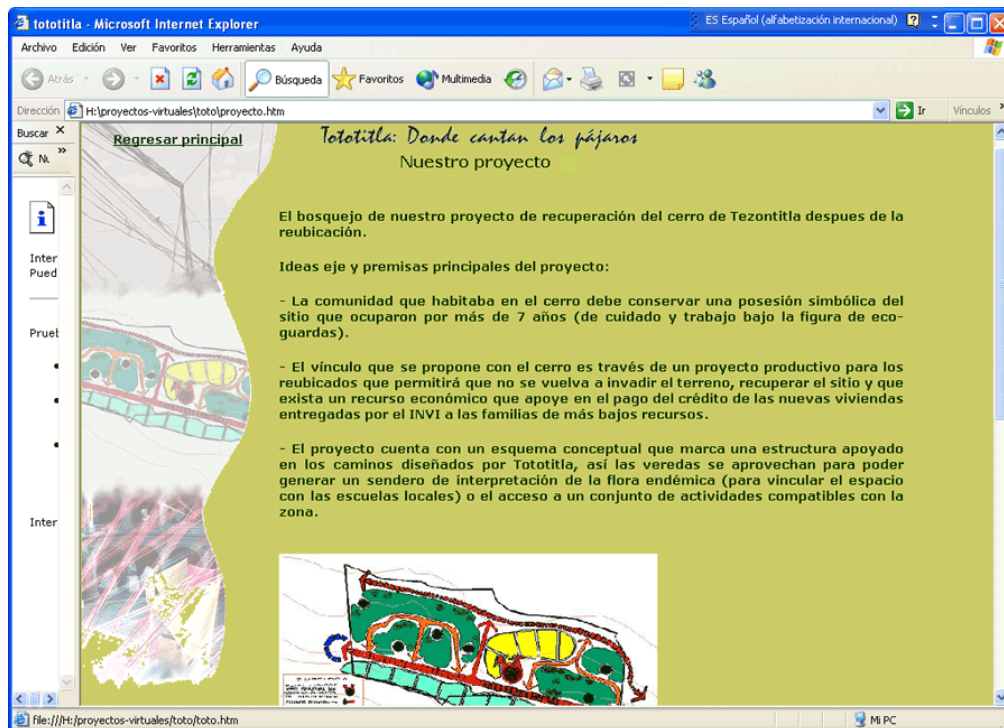 tototitla - Microsoft Internet Explorer
ES Español (alfabetización internacional)
Archivo Edición Ver Favoritos Herramientas Ayuda
Atrás Búsqueda Favoritos Multimedia
Dirección H:\proyectos-virtuales\toto\proyecto.htm Ir Vínculos
Buscar
Inter
Pued
Prueb
Inter
Regresar principal
Tototitla: Donde cantan los pájaros
Nuestro proyecto
El bosquejo de nuestro proyecto de recuperación del cerro de Tezontitla despues de la
reubicación.
Ideas eje y premisas principales del proyecto:
- La comunidad que habitaba en el cerro debe conservar una posesión simbólica del
sitio que ocuparon por más de 7 años (de cuidado y trabajo bajo la figura de eco-
guardas).
- El vínculo que se propone con el cerro es través de un proyecto productivo para los
reubicados que permitirá que no se vuelva a invadir el terreno, recuperar el sitio y que
exista un recurso económico que apoye en el pago del crédito de las nuevas viviendas
entregadas por el INVI a las familias de más bajos recursos.
- El proyecto cuenta con un esquema conceptual que marca una estructura apoyado
en los caminos diseñados por Tototitla, así las veredas se aprovechan para poder
generar un sendero de interpretación de la flora endémica (para vincular el espacio
con las escuelas locales) o el acceso a un conjunto de actividades compatibles con la
zona.
file:///H:/proyectos-virtuales/toto/toto.htm
Mi PC